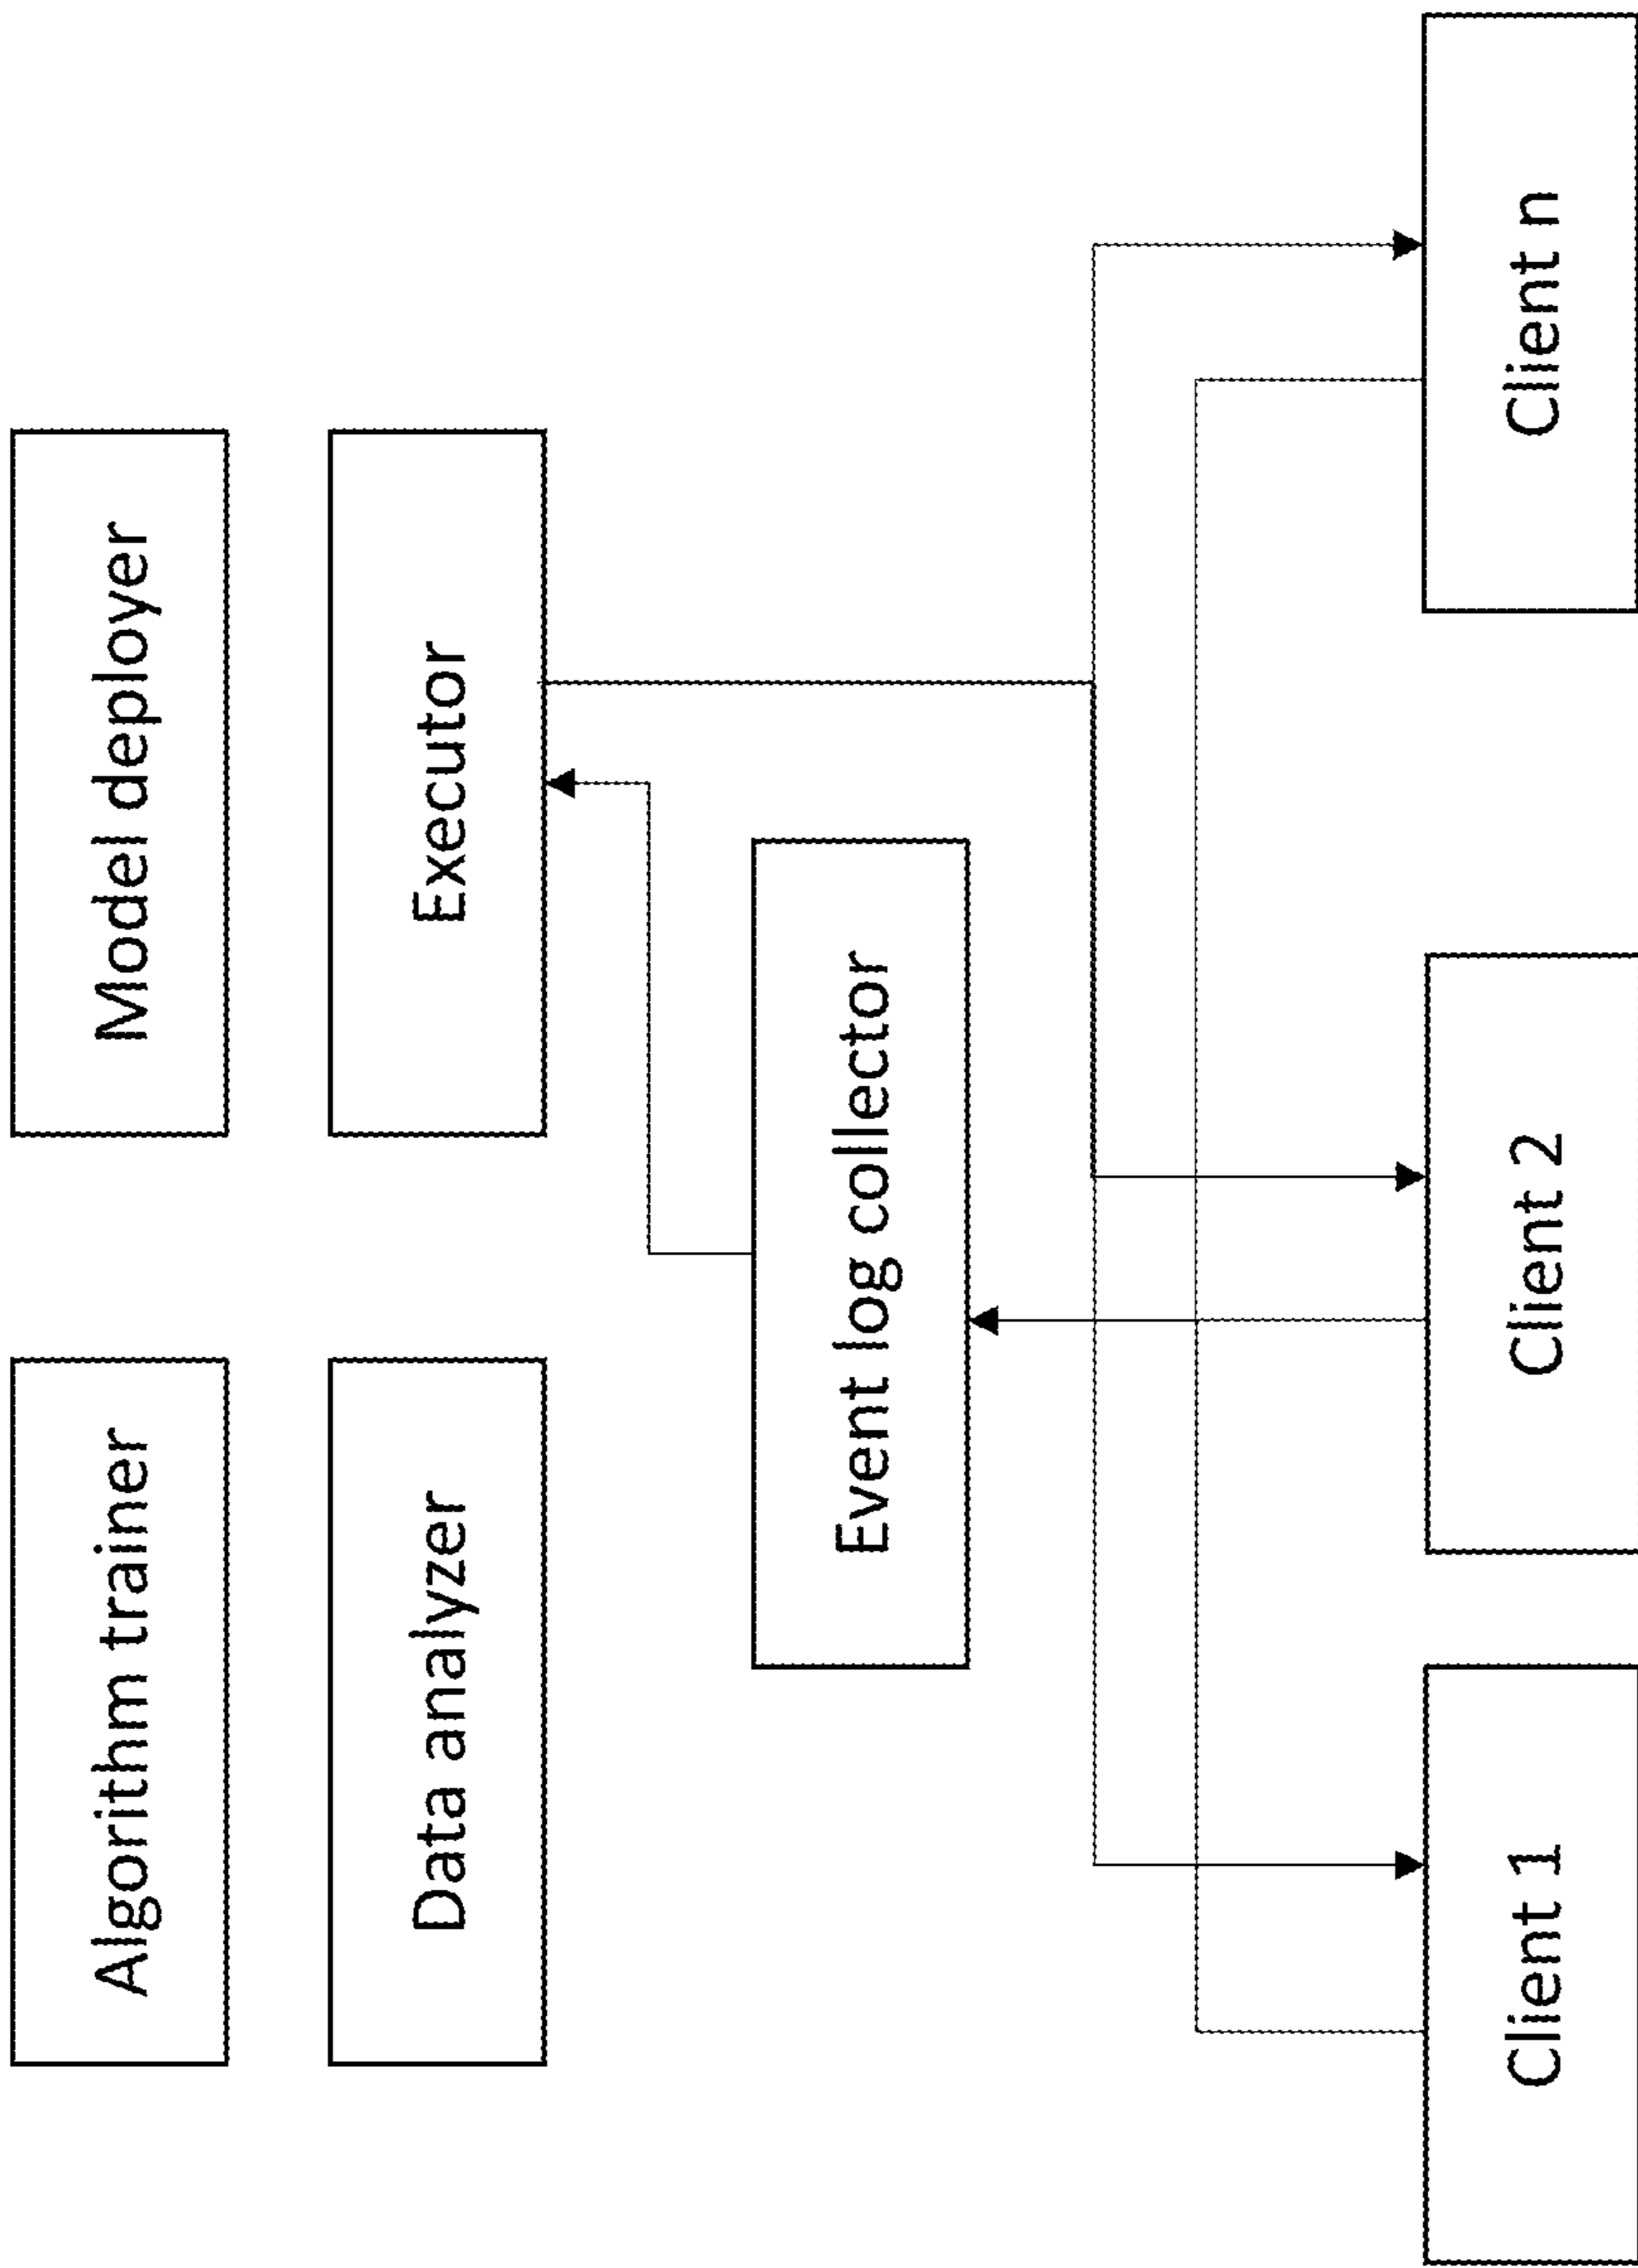 Algorithm trainer
Model deployer
Data analyzer
Executor
Event log collector
Client 1
Client 2
Client n